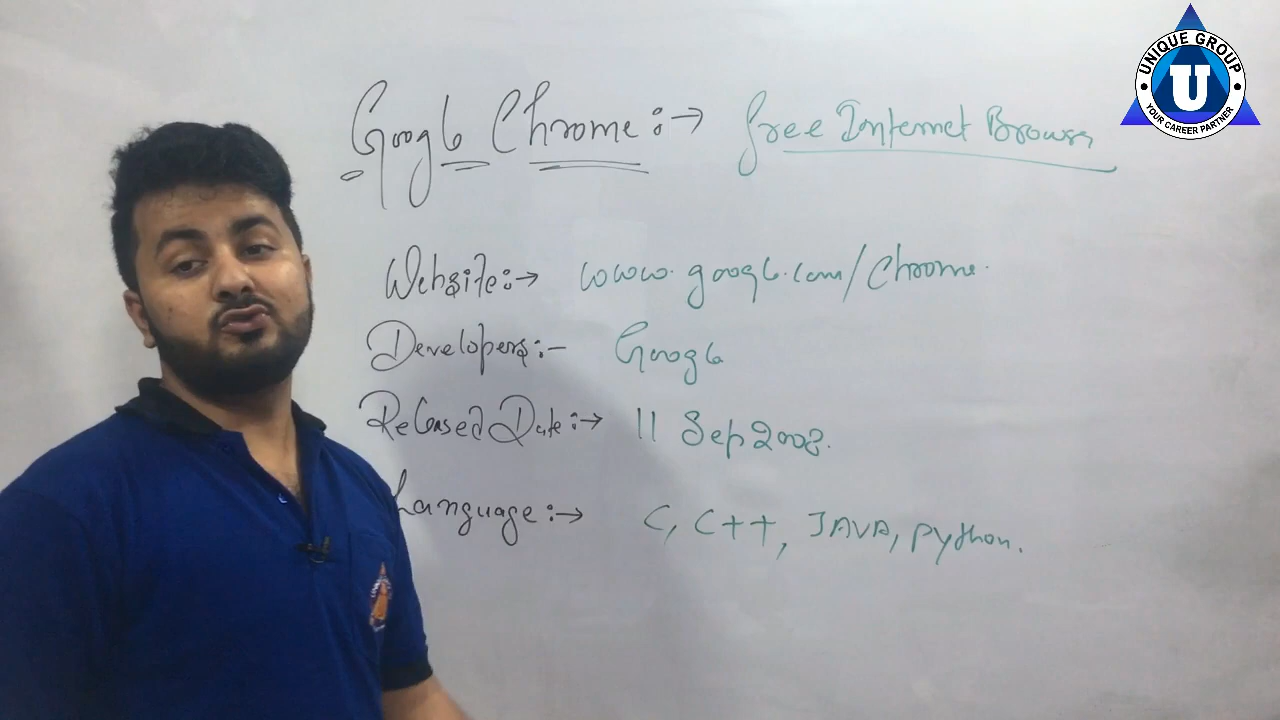 Google Chrome:→ free Internet Browser
Website:→ www.google.com/Chrome.
Developers:- Google
Released Date:→ 11 Sep 2008.
Language:→ C, C++, JAVA, Python.
UNIQUE GROUP
U
YOUR CAREER PARTNER